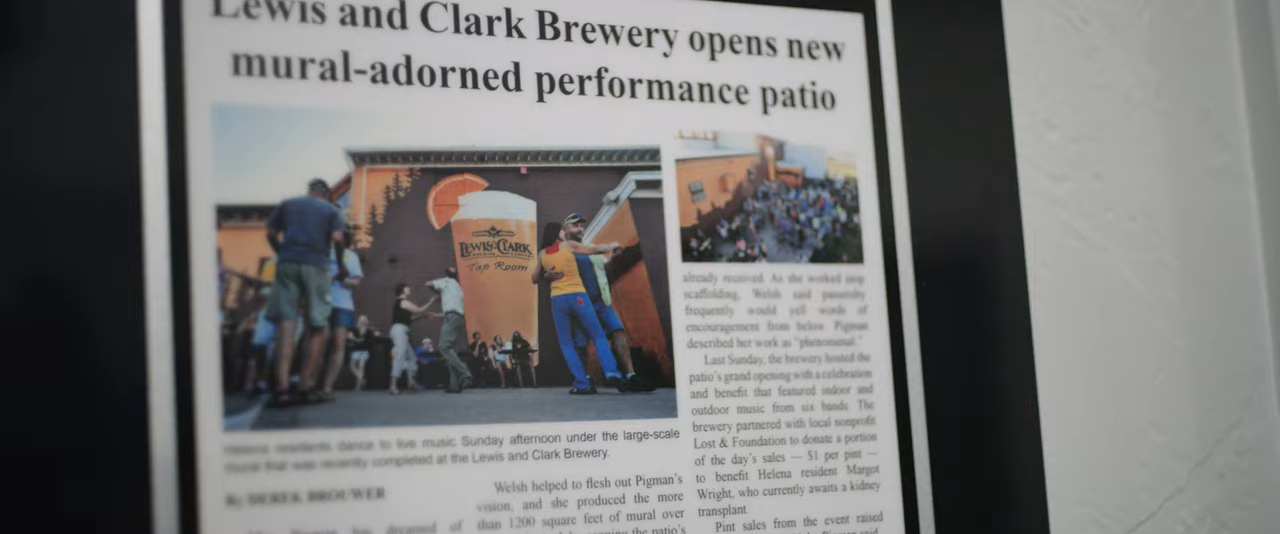 Lewis and Clark Brewery opens new
mural-adorned performance patio
LEWIS & CLARK
Tap Room
Helena residents dance to live music Sunday afternoon under the large-scale
mural that was recently completed at the Lewis and Clark Brewery.
By DEREK BROUWER
Welsh helped to flesh out Pigman's
vision, and she produced the more
than 1200 square feet of mural over
the patio's
already received. As she worked atop
scaffolding, Welsh said passersby
frequently would yell words of
encouragement from below. Pigman
described her work as "phenomenal."
Last Sunday, the brewery hosted the
patio's grand opening with a celebration
and benefit that featured indoor and
outdoor music from six bands. The
brewery partnered with local nonprofit
Lost & Foundation to donate a portion
of the day's sales — $1 per pint —
to benefit Helena resident Margot
Wright, who currently awaits a kidney
transplant.
Pint sales from the event raised